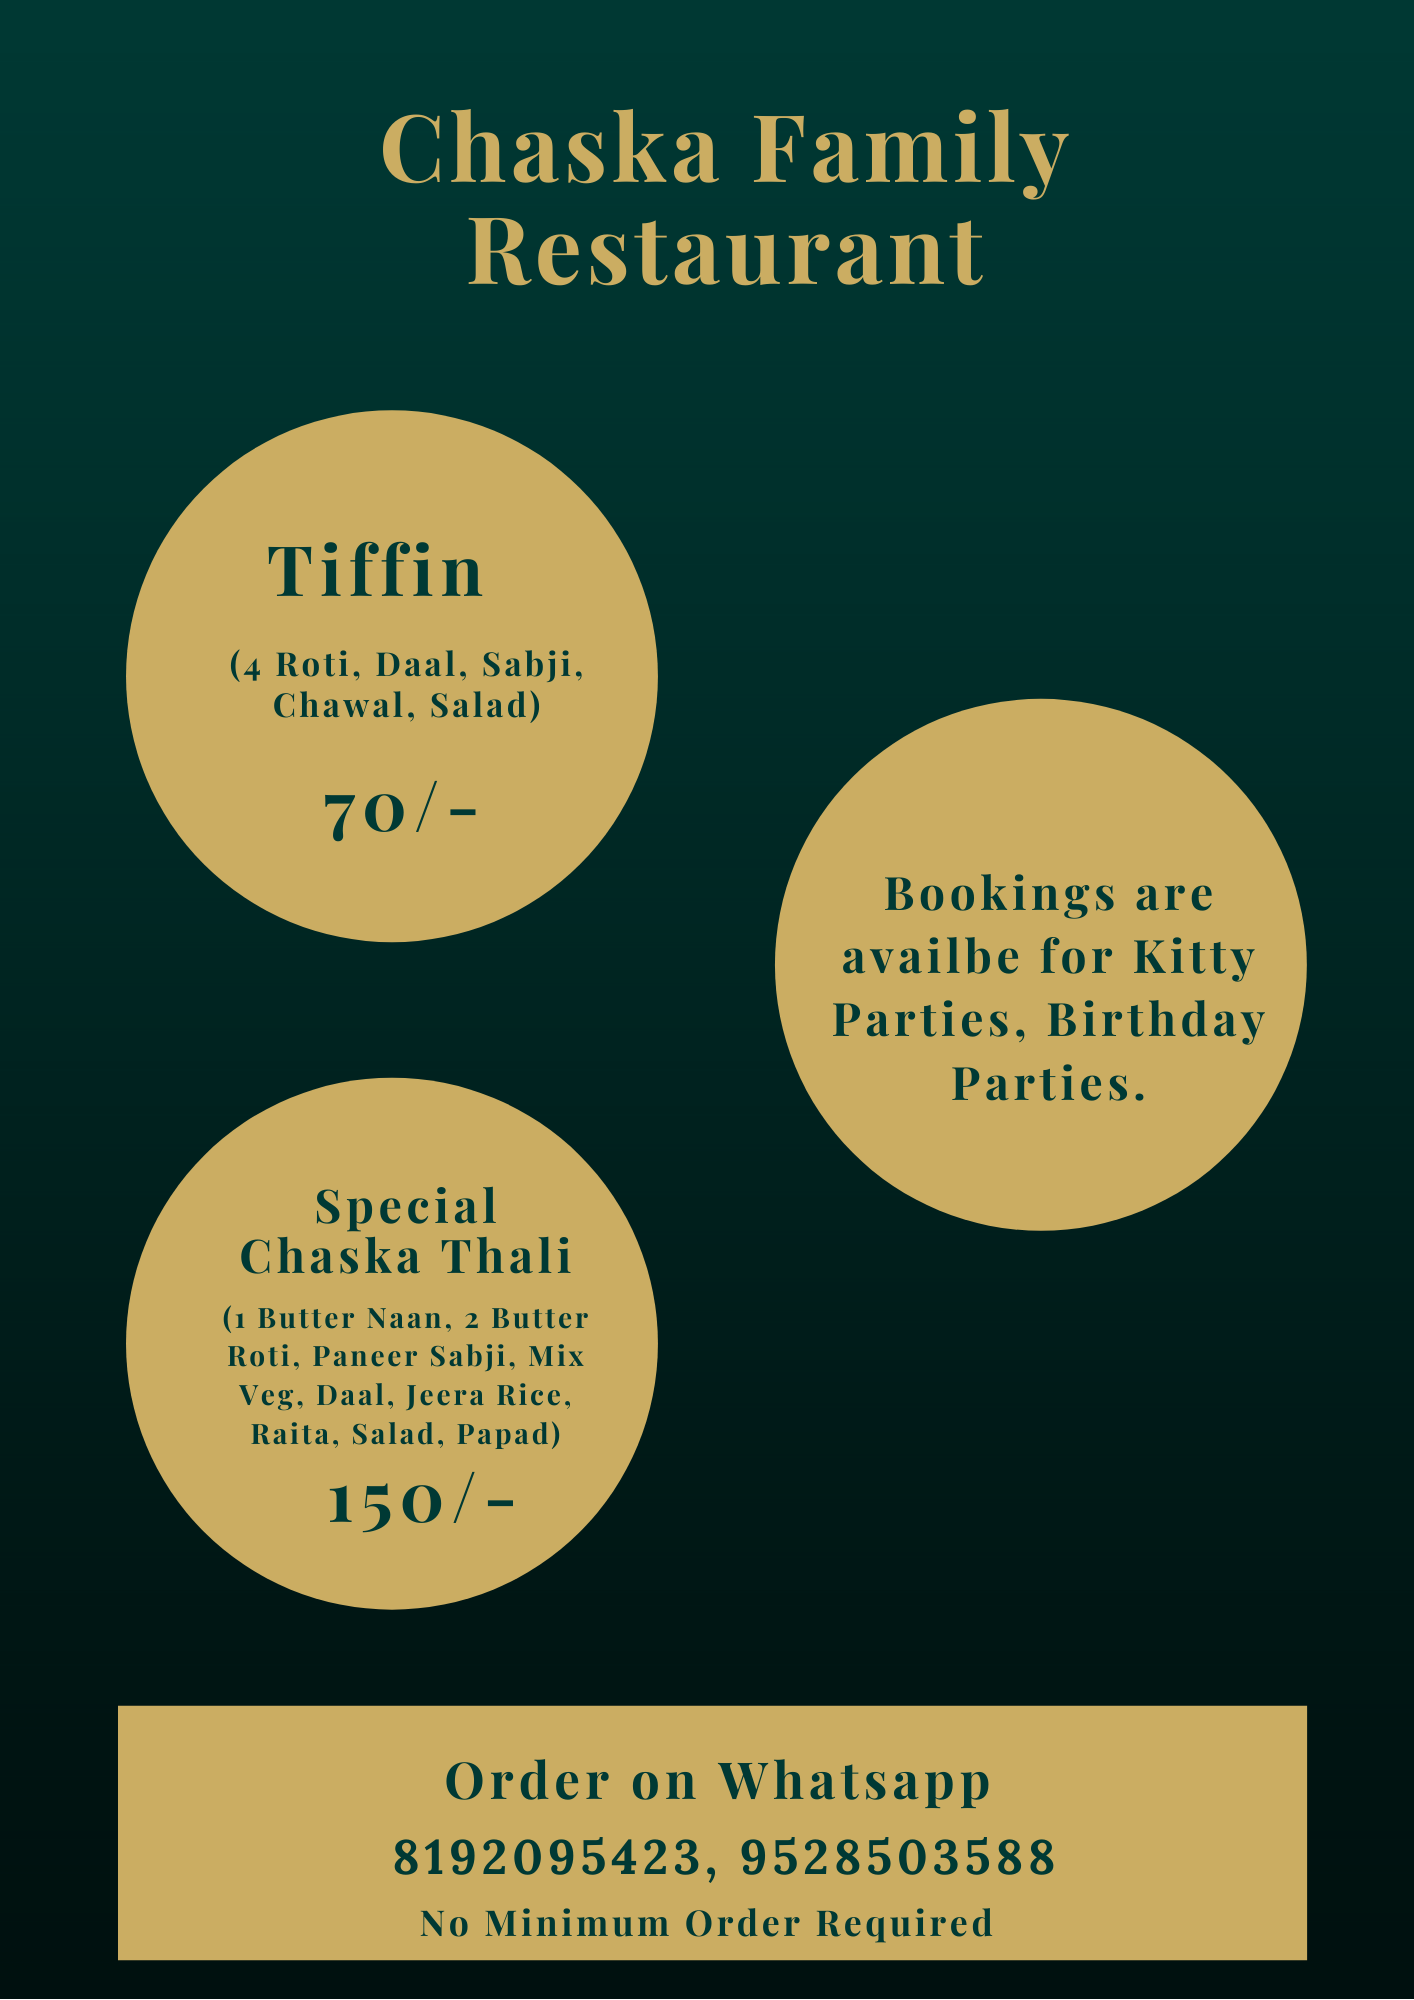 Chaska Family
Restaurant
Tiffin
(4 Roti, Daal, Sabji,
Chawal, Salad)
70/-
Bookings are
availbe for Kitty
Parties, Birthday
Parties.
Special
Chaska Thali
(1 Butter Naan, 2 Butter
Roti, Paneer Sabji, Mix
Veg, Daal, Jeera Rice,
Raita, Salad, Papad)
150/-
Order on Whatsapp
8192095423, 9528503588
No Minimum Order Required